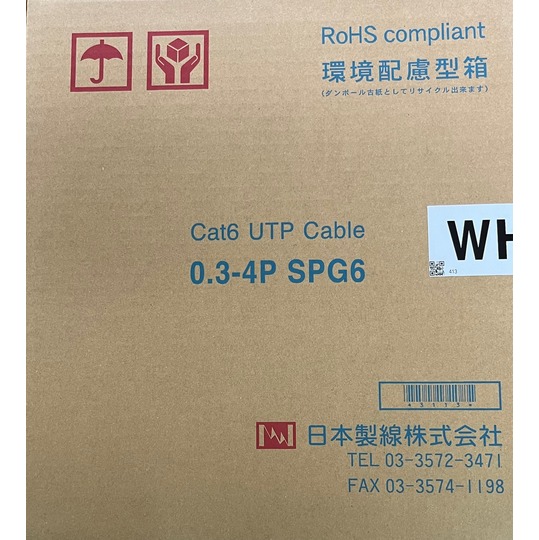 RoHS compliant
環境配慮型箱
(ダンボール古紙としてリサイクル出来ます)
Cat6 UTP Cable
0.3-4P SPG6
WH
413
*43113*
日本製線株式会社
TEL 03-3572-3471
FAX 03-3574-1198